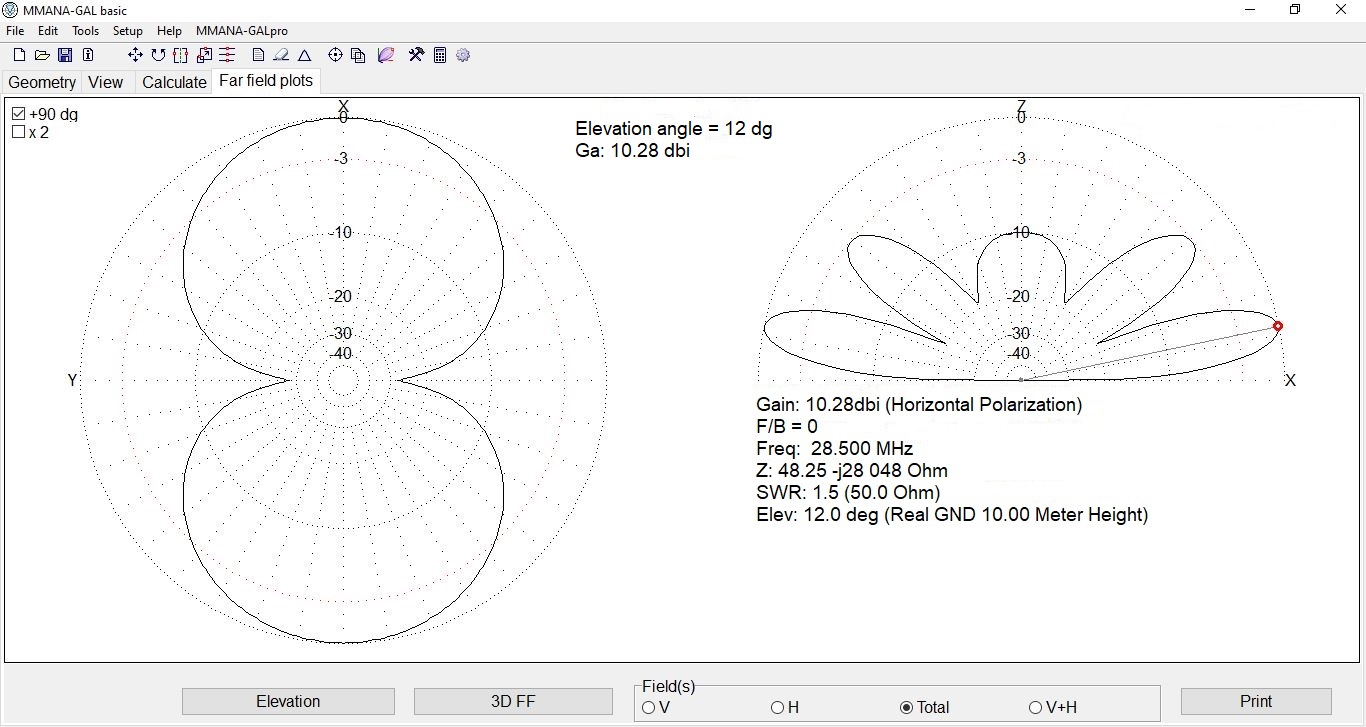 MMANA-GAL basic
File Edit Tools Setup Help MMANA-GALpro
Geometry View Calculate Far field plots
+90 dg
x 2
X
0
-3
-10
-20
-30
-40
Y
Elevation angle = 12 dg
Ga: 10.28 dbi
Z
0
-3
-10
-20
-30
-40
X
Gain: 10.28dbi (Horizontal Polarization)
F/B = 0
Freq: 28.500 MHz
Z: 48.25 -j28 048 Ohm
SWR: 1.5 (50.0 Ohm)
Elev: 12.0 deg (Real GND 10.00 Meter Height)
Elevation
3D FF
Field(s)
V H Total V+H
Print